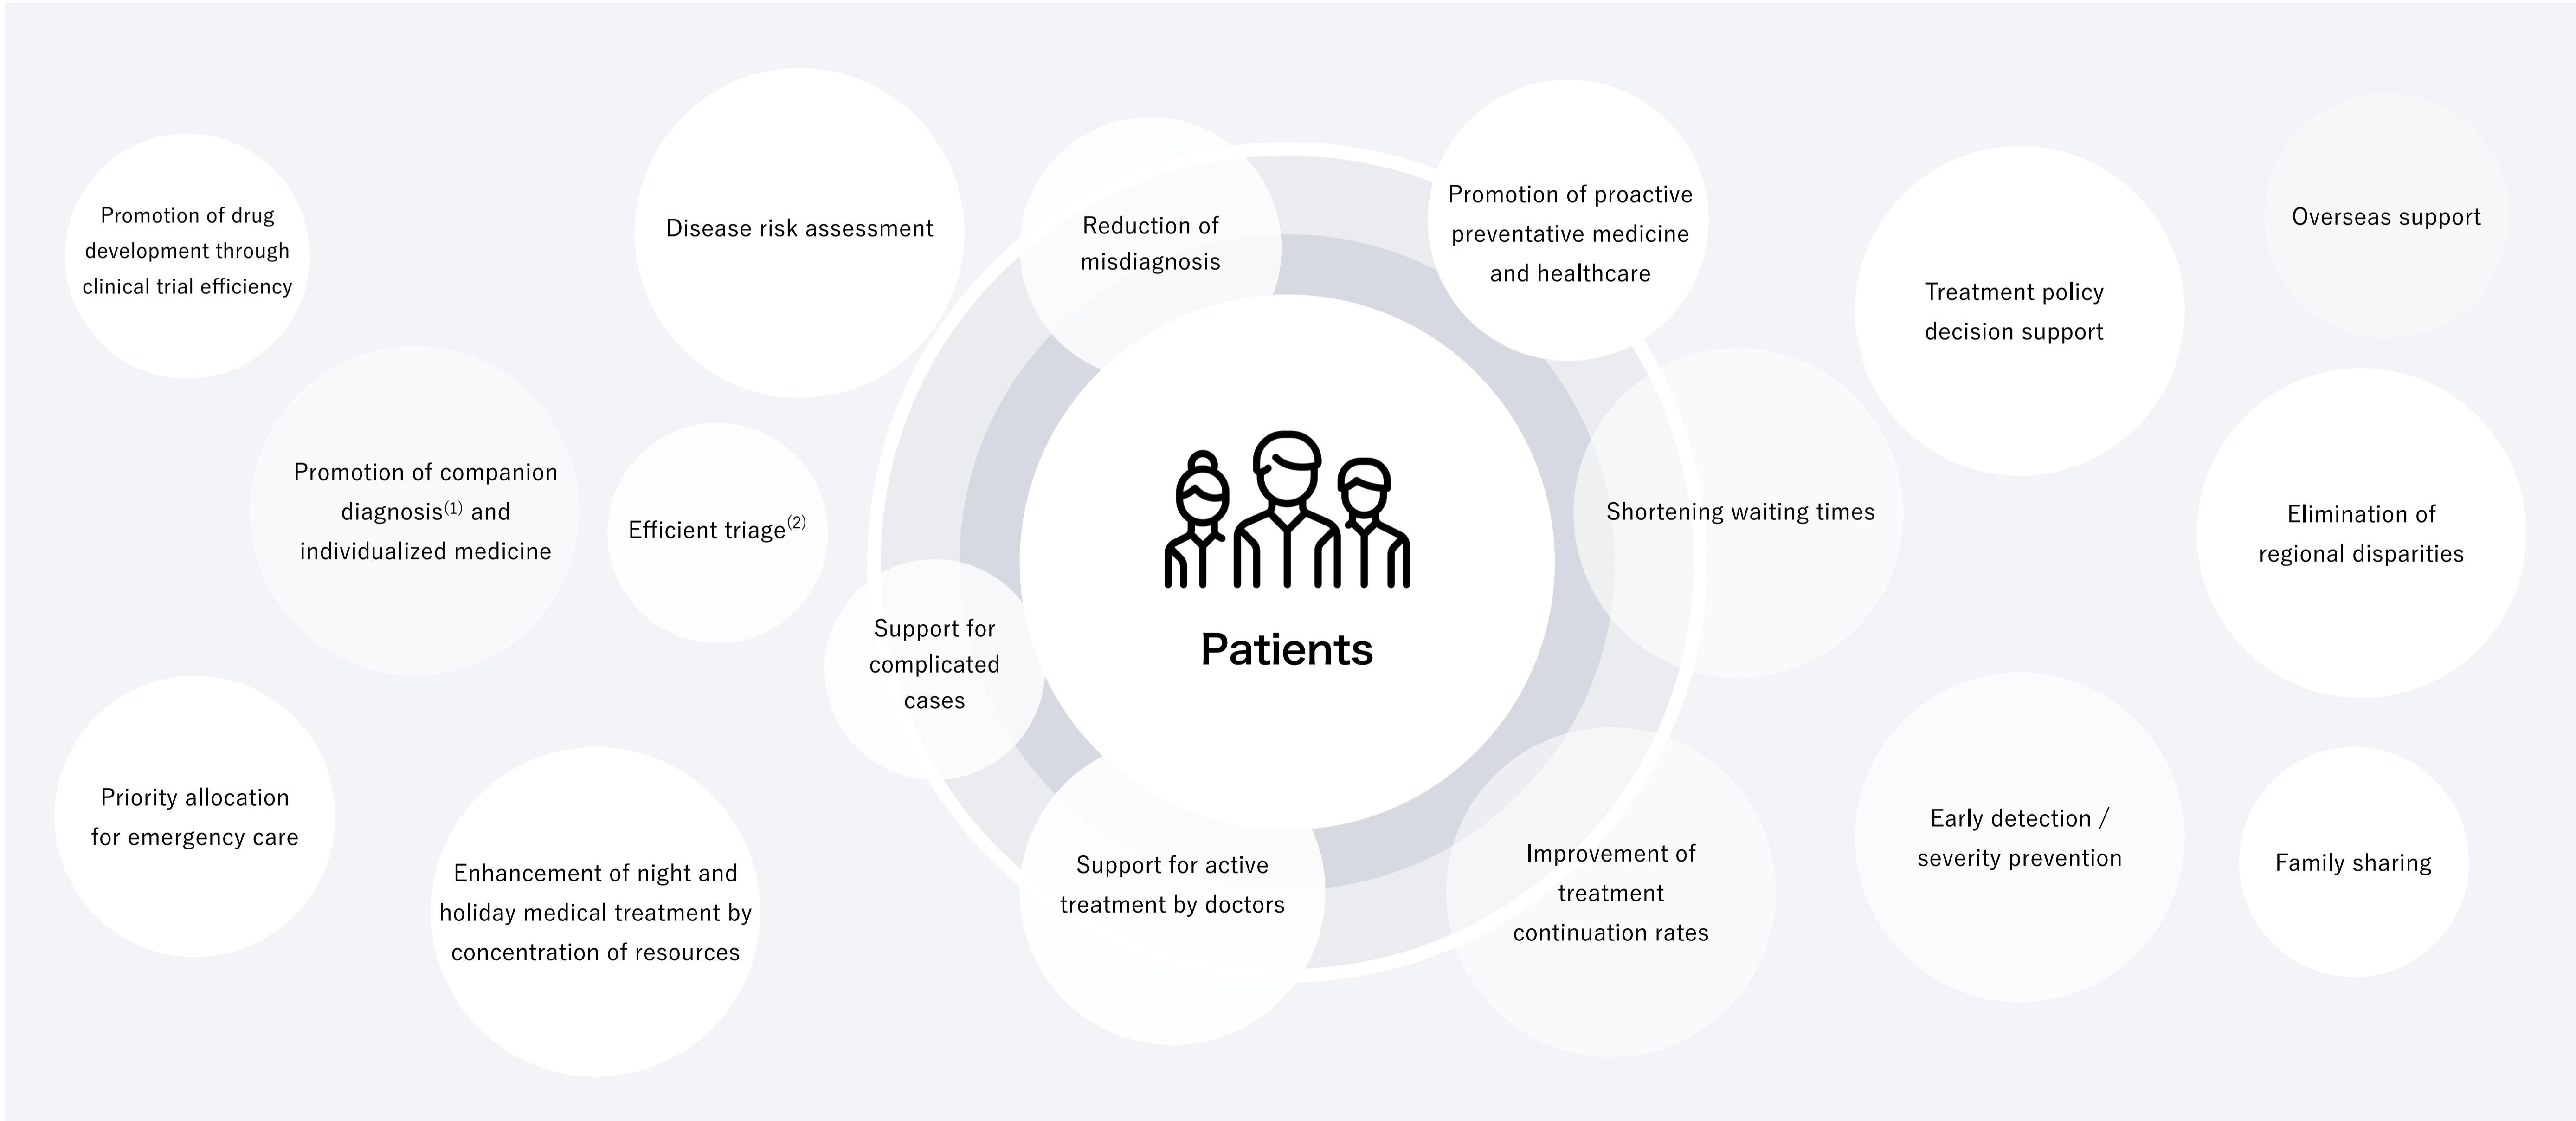 Promotion of drug
development through
clinical trial efficiency
Disease risk assessment
Reduction of
misdiagnosis
Promotion of proactive
preventative medicine
and healthcare
Treatment policy
decision support
Overseas support
Promotion of companion
diagnosis(1) and
individualized medicine
Efficient triage(2)
Support for
complicated
cases
Patients
Shortening waiting times
Elimination of
regional disparities
Priority allocation
for emergency care
Enhancement of night and
holiday medical treatment by
concentration of resources
Support for active
treatment by doctors
Improvement of
treatment
continuation rates
Early detection /
severity prevention
Family sharing